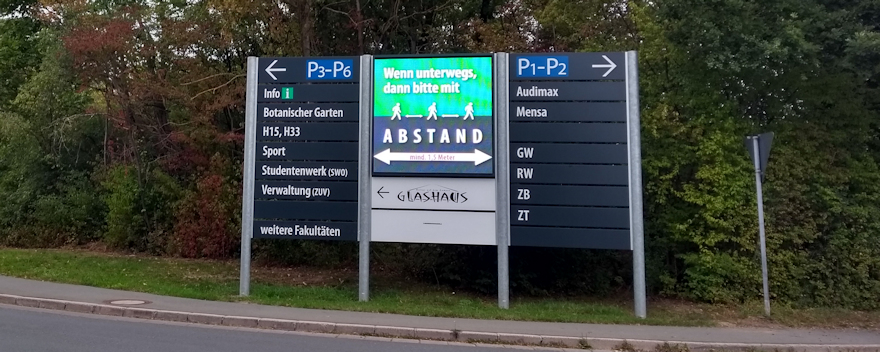 P3-P6
Info i
Botanischer Garten
H15, H33
Sport
Studentenwerk (SWO)
Verwaltung (ZUV)
weitere Fakultäten
Wenn unterwegs,
dann bitte mit
ABSTAND
mind. 1,5 Meter
GLASHAUS
P1-P2
Audimax
Mensa
GW
RW
ZB
ZT